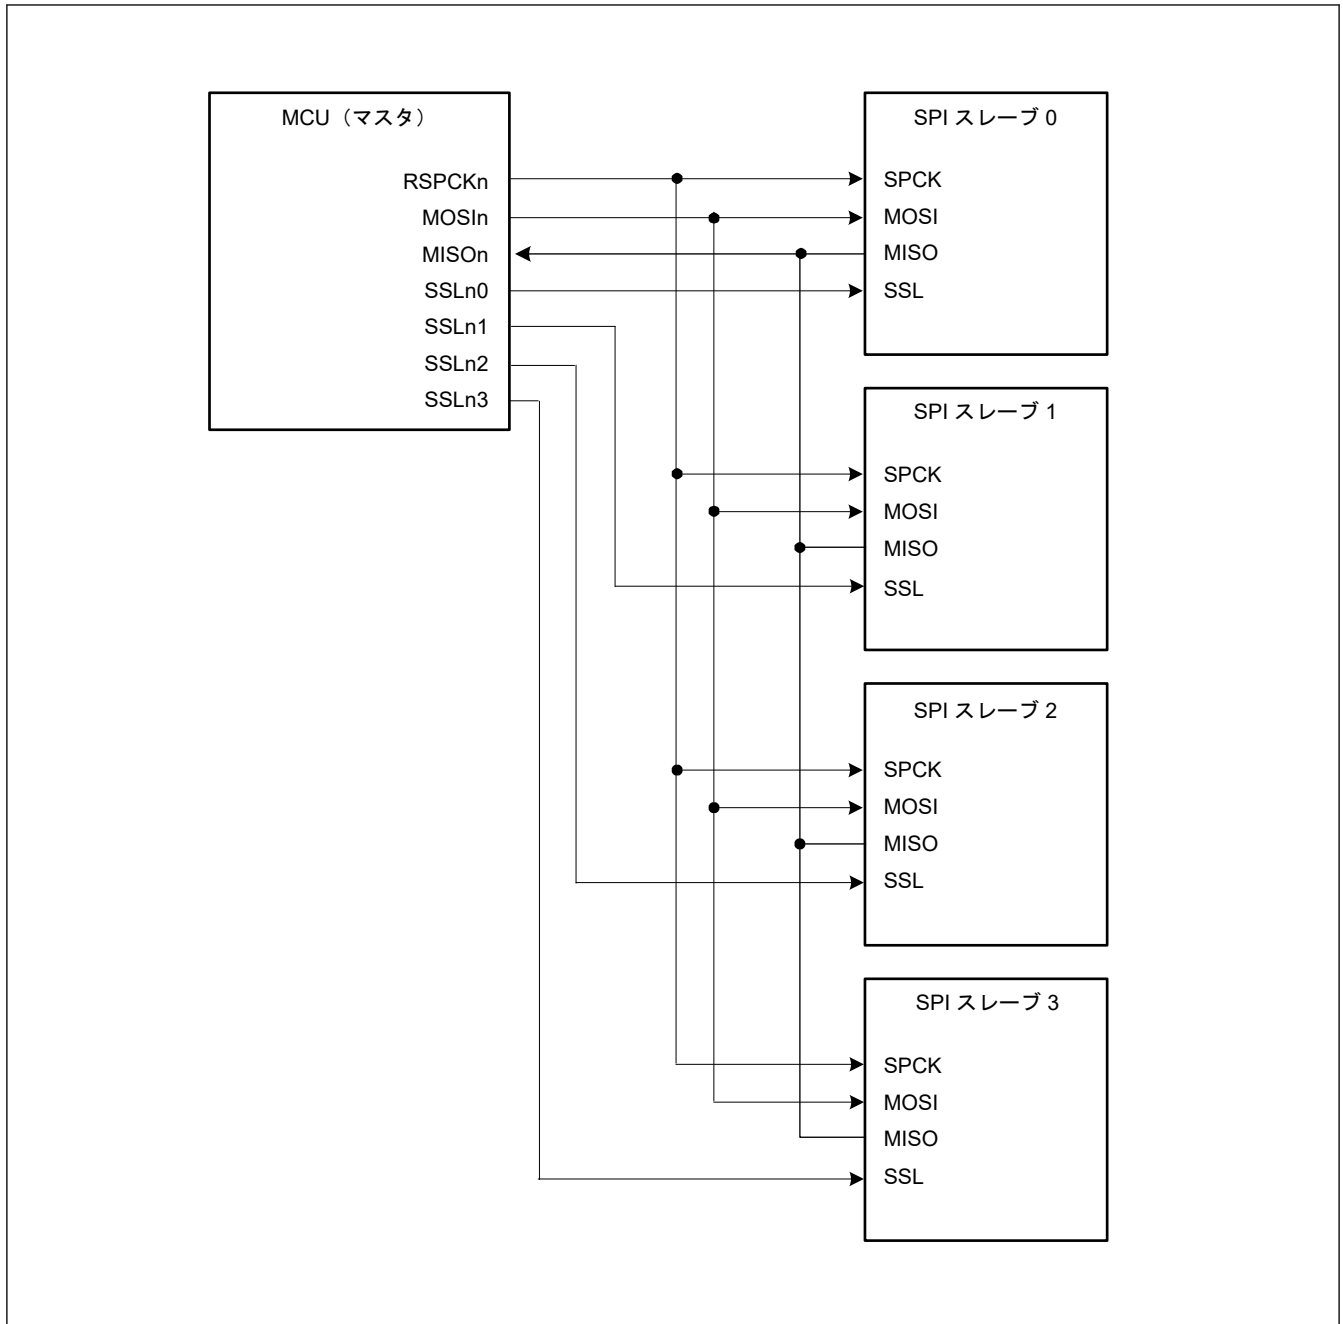 MCU（マスタ）
RSPCKn
MOSIn
MISOn
SSLn0
SSLn1
SSLn2
SSLn3
SPI スレーブ 0
SPCK
MOSI
MISO
SSL
SPI スレーブ 1
SPCK
MOSI
MISO
SSL
SPI スレーブ 2
SPCK
MOSI
MISO
SSL
SPI スレーブ 3
SPCK
MOSI
MISO
SSL